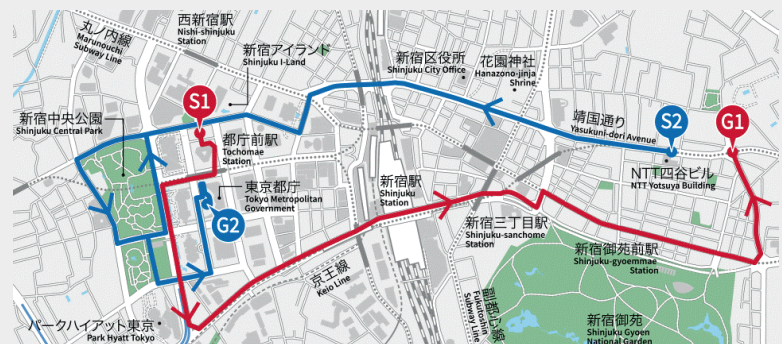 西新宿駅
Nishi-shinjuku
Station
丸ノ内線
Marunouchi
Subway Line
新宿アイランド
Shinjuku I-Land
新宿区役所
Shinjuku City Office
花園神社
Hanazono-jinja
Shrine
S1
新宿中央公園
Shinjuku Central Park
靖国通り
Yasukuni-dori Avenue
S2
G1
都庁前駅
Tochomae
Station
NTT四谷ビル
NTT Yotsuya Building
東京都庁
Tokyo Metropolitan
Government
新宿駅
Shinjuku
Station
G2
新宿三丁目駅
Shinjuku-sanchome
Station
新宿御苑前駅
Shinjuku-gyoemmae
Station
京王線
Keio Line
副都心線
Fukutoshin
Subway Line
パークハイアット東京
Park Hyatt Tokyo
新宿御苑
Shinjuku Gyoen
National Garden